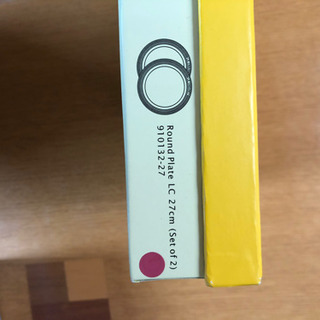 Round Plate LC 27cm (Set of 2)
910132-27